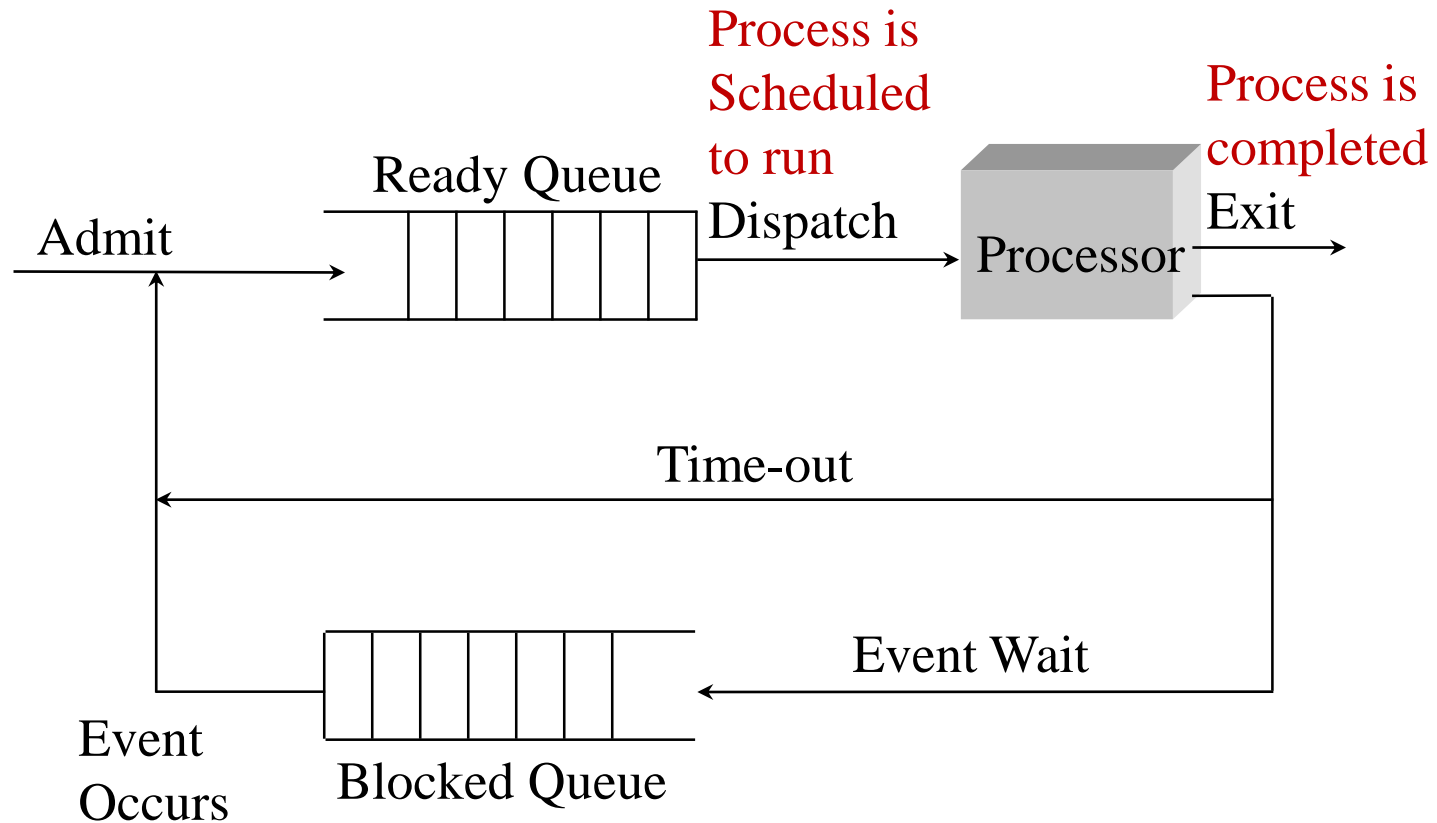 Process is
Scheduled
to run
Dispatch
Process is
completed
Exit
Ready Queue
Admit
Processor
Time-out
Event Wait
Event
Occurs
Blocked Queue